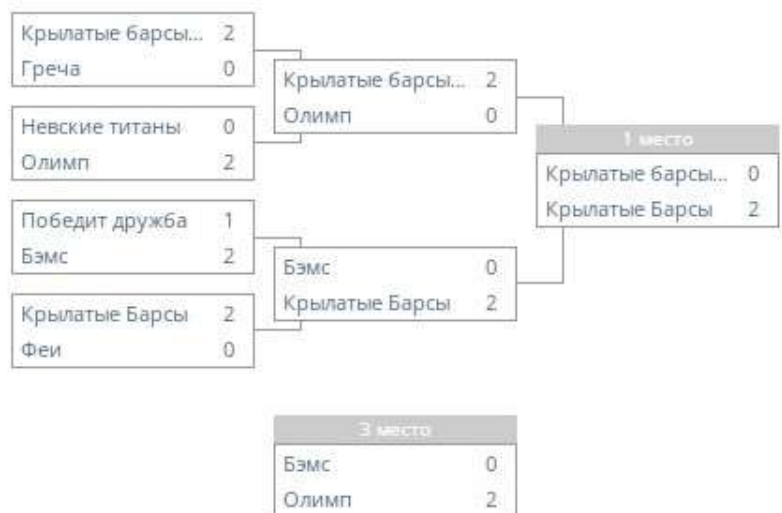 Крылатые барсы... 2
Греча 0
Невские титаны 0
Олимп 2
Победит дружба 1
Бэмс 2
Крылатые Барсы 2
Феи 0
Крылатые барсы... 2
Олимп 0
Бэмс 0
Крылатые Барсы 2
1 место
Крылатые барсы... 0
Крылатые Барсы 2
3 место
Бэмс 0
Олимп 2